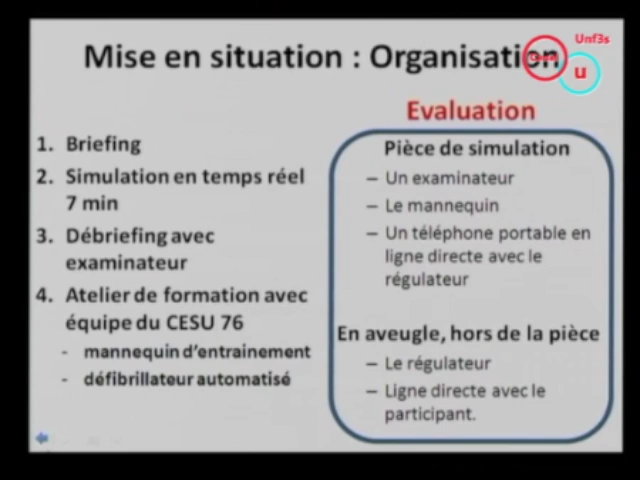 Mise en situation : Organisation
Unf3s
u
Evaluation
1. Briefing
2. Simulation en temps réel
7 min
3. Débriefing avec
examinateur
4. Atelier de formation avec
équipe du CESU 76
- mannequin d'entrainement
- défibrillateur automatisé
Pièce de simulation
– Un examinateur
– Le mannequin
– Un téléphone portable en
ligne directe avec le
régulateur
En aveugle, hors de la pièce
– Le régulateur
– Ligne directe avec le
participant.